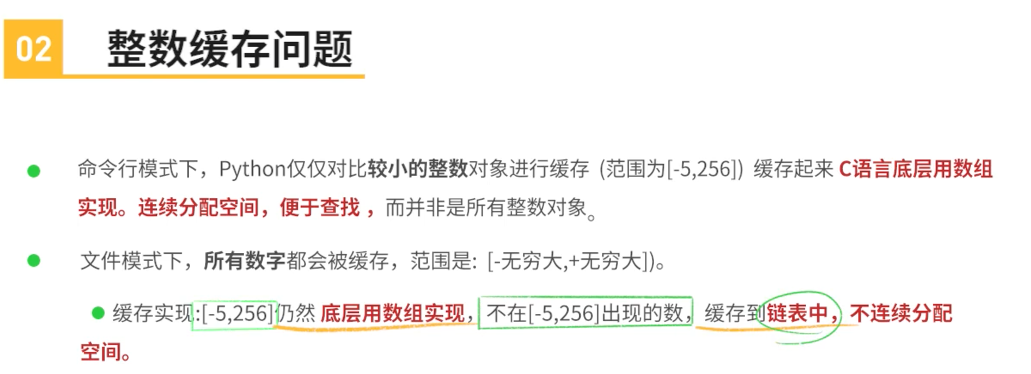 02 整数缓存问题
命令行模式下，Python仅仅对比较小的整数对象进行缓存（范围为[-5,256]）缓存起来 C语言底层用数组
实现。连续分配空间，便于查找 ，而并非是所有整数对象。
文件模式下，所有数字都会被缓存，范围是: [-无穷大,+无穷大])。
缓存实现:[-5,256]仍然 底层用数组实现，不在[-5,256]出现的数，缓存到链表中，不连续分配
空间。